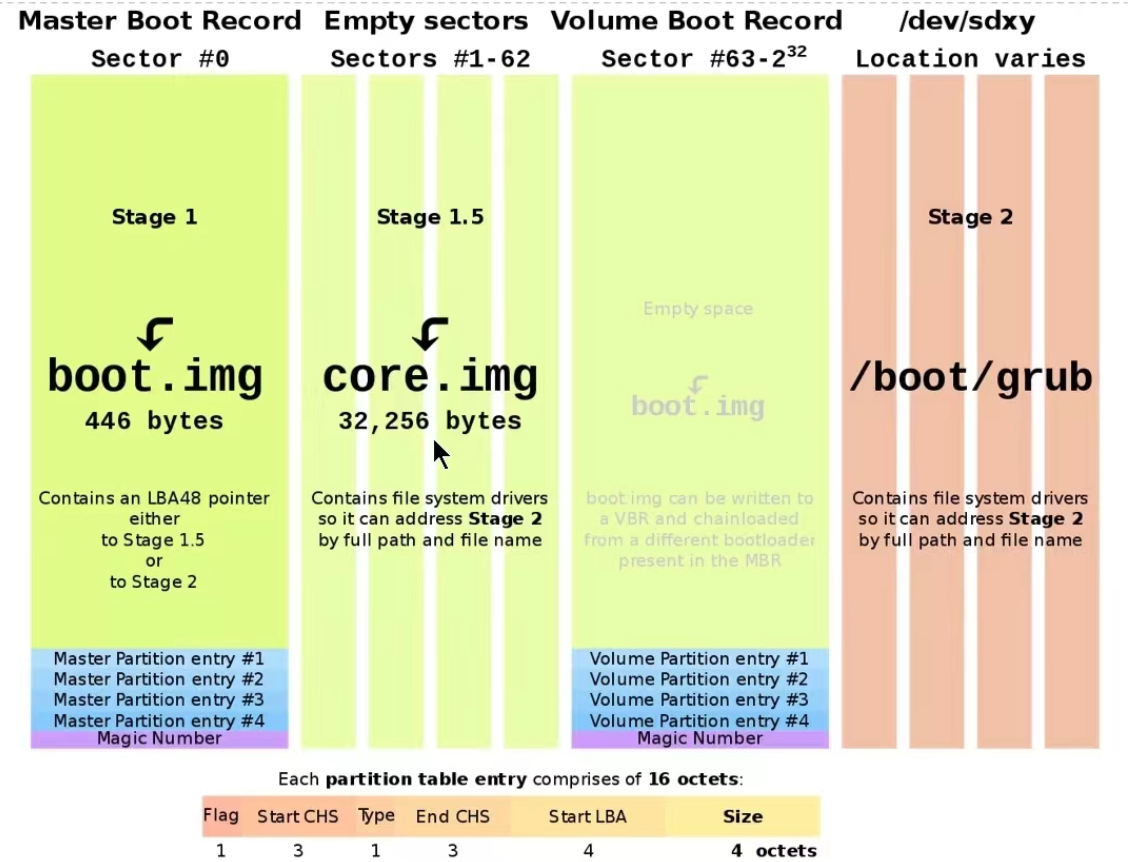 Master Boot Record
Sector #0
Stage 1
boot.img
446 bytes
Contains an LBA48 pointer
either
to Stage 1.5
or
to Stage 2
Master Partition entry #1
Master Partition entry #2
Master Partition entry #3
Master Partition entry #4
Magic Number
Empty sectors
Sectors #1-62
Stage 1.5
core.img
32,256 bytes
Contains file system drivers
so it can address Stage 2
by full path and file name
Volume Boot Record
Sector #63-2³²
Empty space
boot.img
boot.img can be written to
a VBR and chainloaded
from a different bootloader
present in the MBR
Volume Partition entry #1
Volume Partition entry #2
Volume Partition entry #3
Volume Partition entry #4
Magic Number
/dev/sdxy
Location varies
Stage 2
/boot/grub
Contains file system drivers
so it can address Stage 2
by full path and file name
Each partition table entry comprises of 16 octets:
Flag Start CHS Type End CHS Start LBA Size
1 3 1 3 4 4 octets